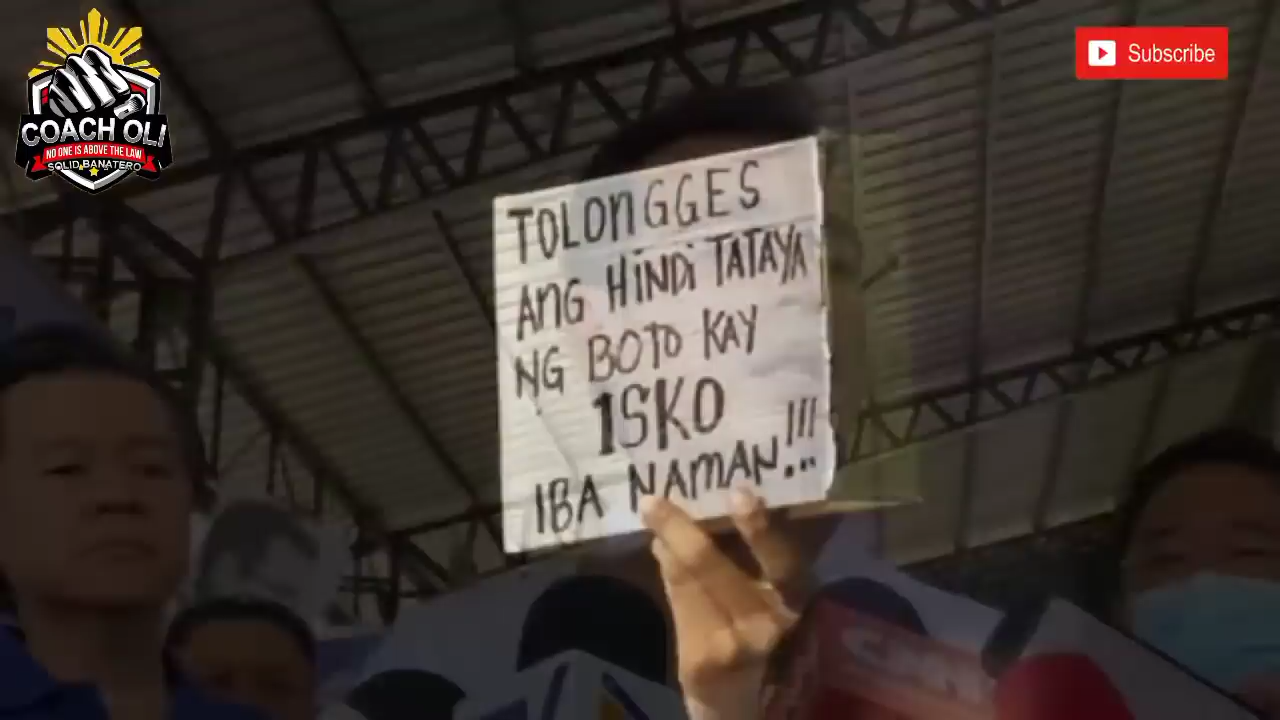 COACH OLI
NO ONE IS ABOVE THE LAW
SOLID BANATERO
Subscribe
TOLONGGES
ANG HINDI TATAYA
NG BOTO KAY
1SKO
IBA NAMAN!!!